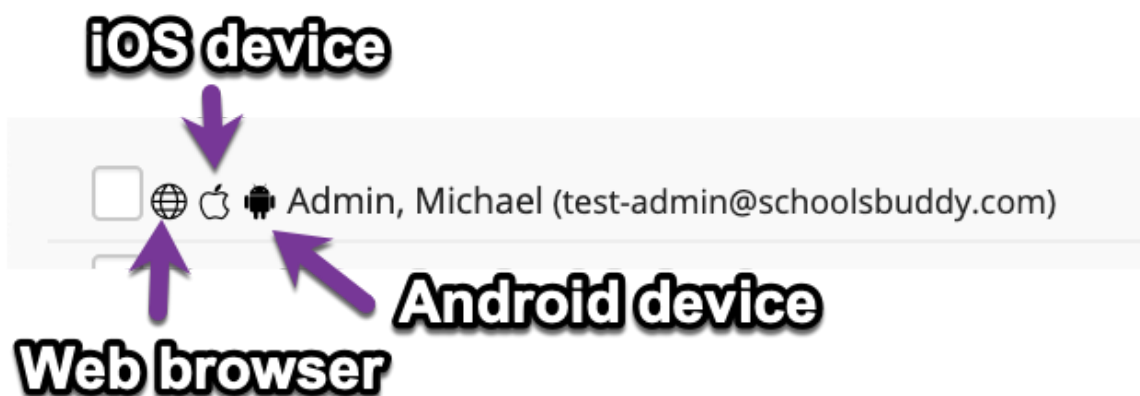 iOS device
Admin, Michael (test-admin@schoolsbuddy.com)
Android device
Web browser